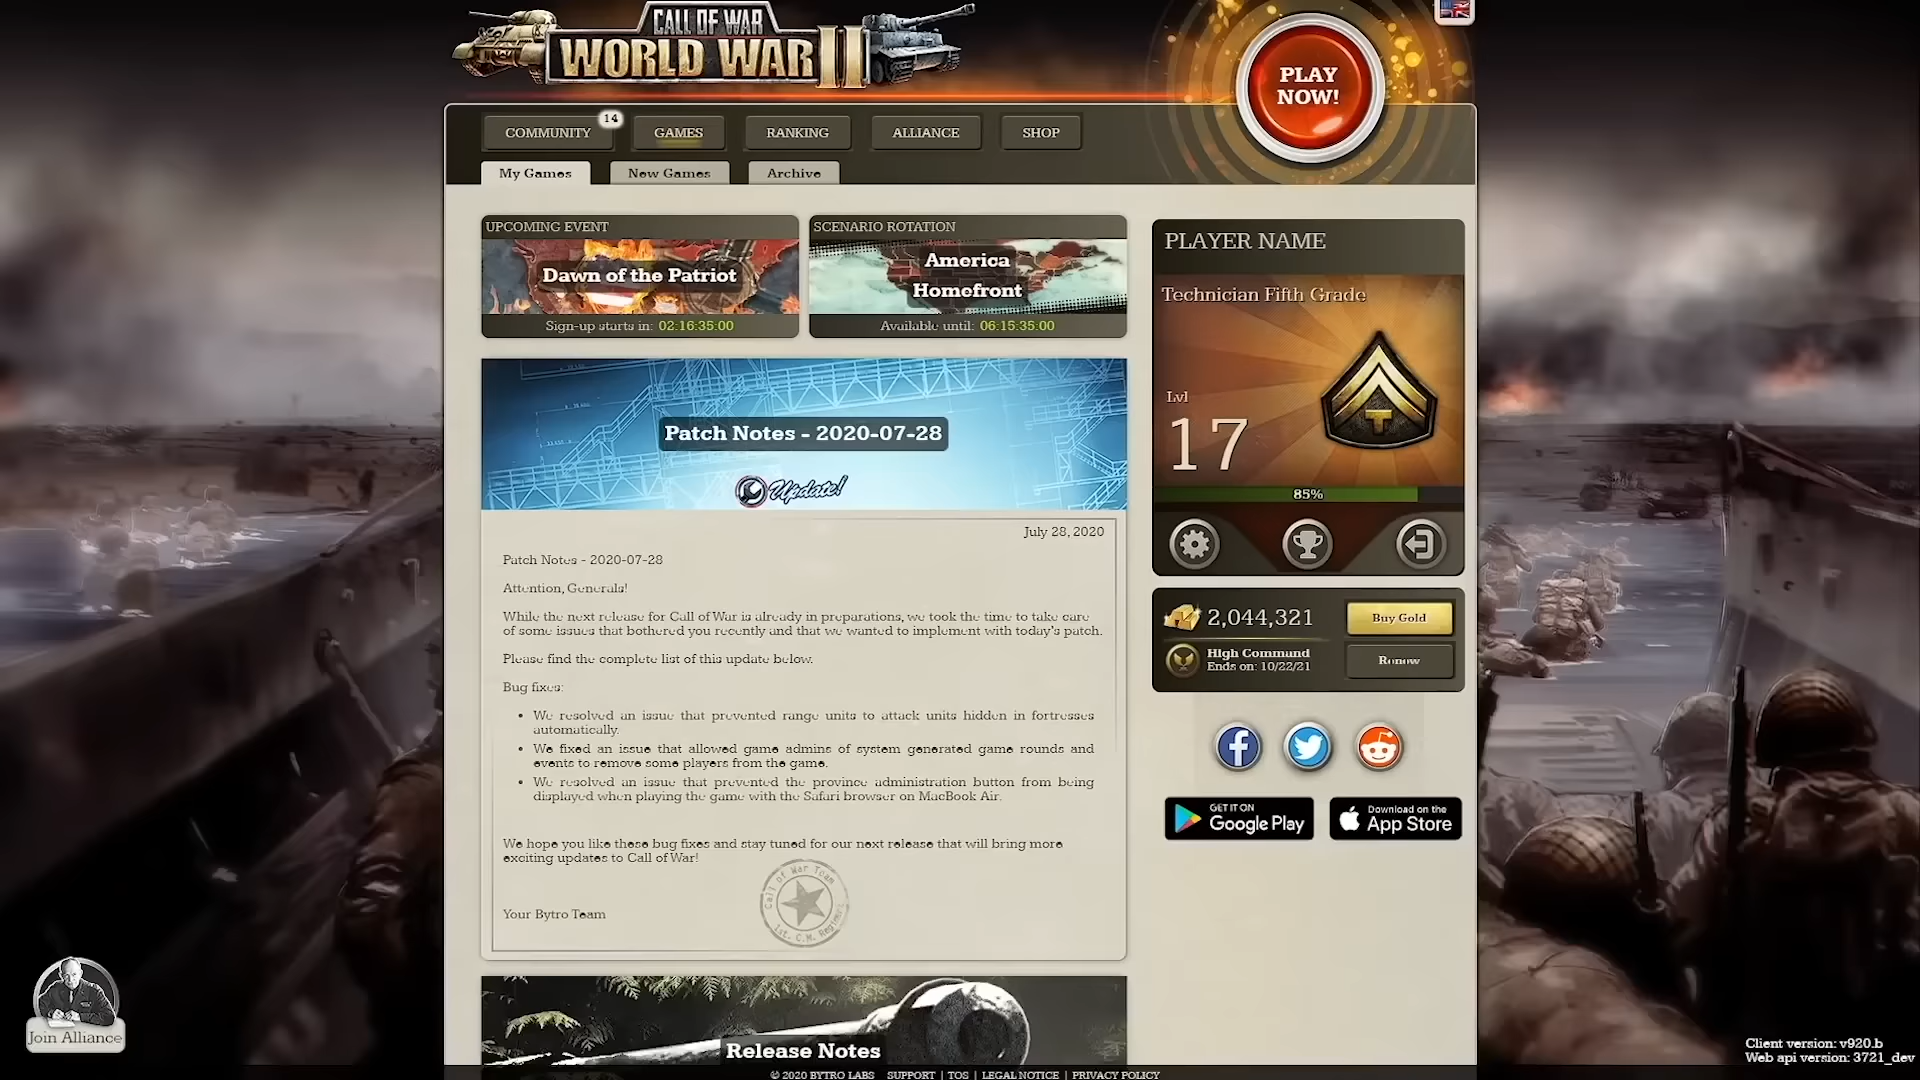 CALL OF WAR
WORLD WAR II
PLAY
NOW!
COMMUNITY
14
GAMES
RANKING
ALLIANCE
SHOP
My Games
New Games
Archive
UPCOMING EVENT
Dawn of the Patriot
Sign-up starts in: 02:16:35:00
SCENARIO ROTATION
America
Homefront
Available until: 06:15:35:00
PLAYER NAME
Technician Fifth Grade
Lvl
17
85%
2,044,321
Buy Gold
High Command
Ends on: 10/22/21
Renew
GET IT ON
Google Play
Download on the
App Store
Patch Notes - 2020-07-28
Update!
July 28, 2020
Patch Notes - 2020-07-28
Attention, Generals!
While the next release for Call of War is already in preparations, we took the time to take care
of some issues that bothered you recently and that we wanted to implement with today's patch.
Please find the complete list of this update below.
Bug fixes:
• We resolved an issue that prevented range units to attack units hidden in fortresses
automatically.
• We fixed an issue that allowed game admins of system generated game rounds and
events to remove some players from the game.
• We resolved an issue that prevented the province administration button from being
displayed when playing the game with the Safari browser on MacBook Air.
We hope you like these bug fixes and stay tuned for our next release that will bring more
exciting updates to Call of War!
Your Bytro Team
Call of War Team
1st. C.M. Regiment
Release Notes
Join Alliance
Client version: v920.b
Web api version: 3721_dev
© 2020 BYTRO LABS SUPPORT | TOS | LEGAL NOTICE | PRIVACY POLICY